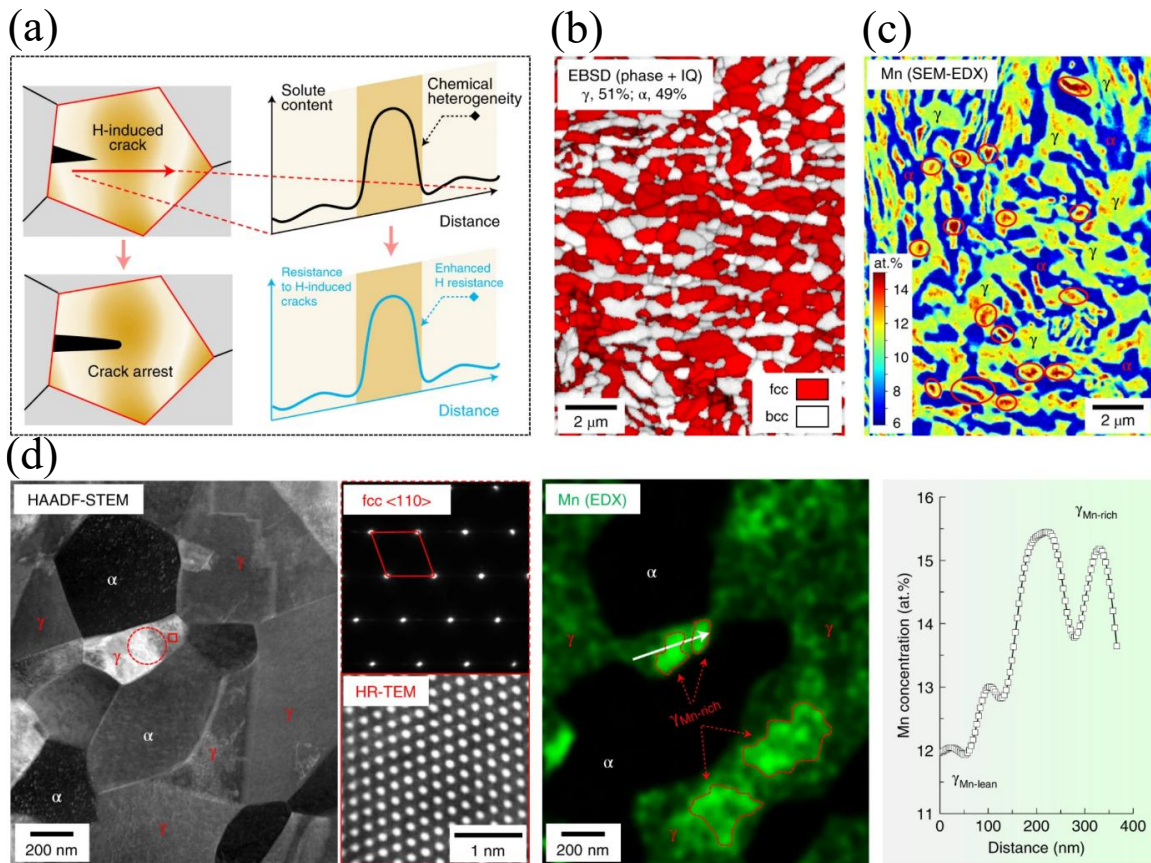 (a)
H-induced
crack
Solute
content
Chemical
heterogeneity
Distance
Crack arrest
Resistance
to H-induced
cracks
Enhanced
H resistance
Distance
(b)
EBSD (phase + IQ)
γ, 51%; α, 49%
fcc
bcc
2 μm
(c)
Mn (SEM-EDX)
γ
γ
γ
α
α
γ
γ
α
γ
γ
α
at.%
14
12
10
8
6
2 μm
(d)
HAADF-STEM
α
γ
γ
γ
α
γ
γ
α
γ
200 nm
fcc <110>
HR-TEM
1 nm
Mn (EDX)
α
γ
γ
γMn-rich
α
γ
200 nm
Mn concentration (at.%)
16
15
14
13
12
11
γMn-rich
γMn-lean
0
100
200
300
400
Distance (nm)